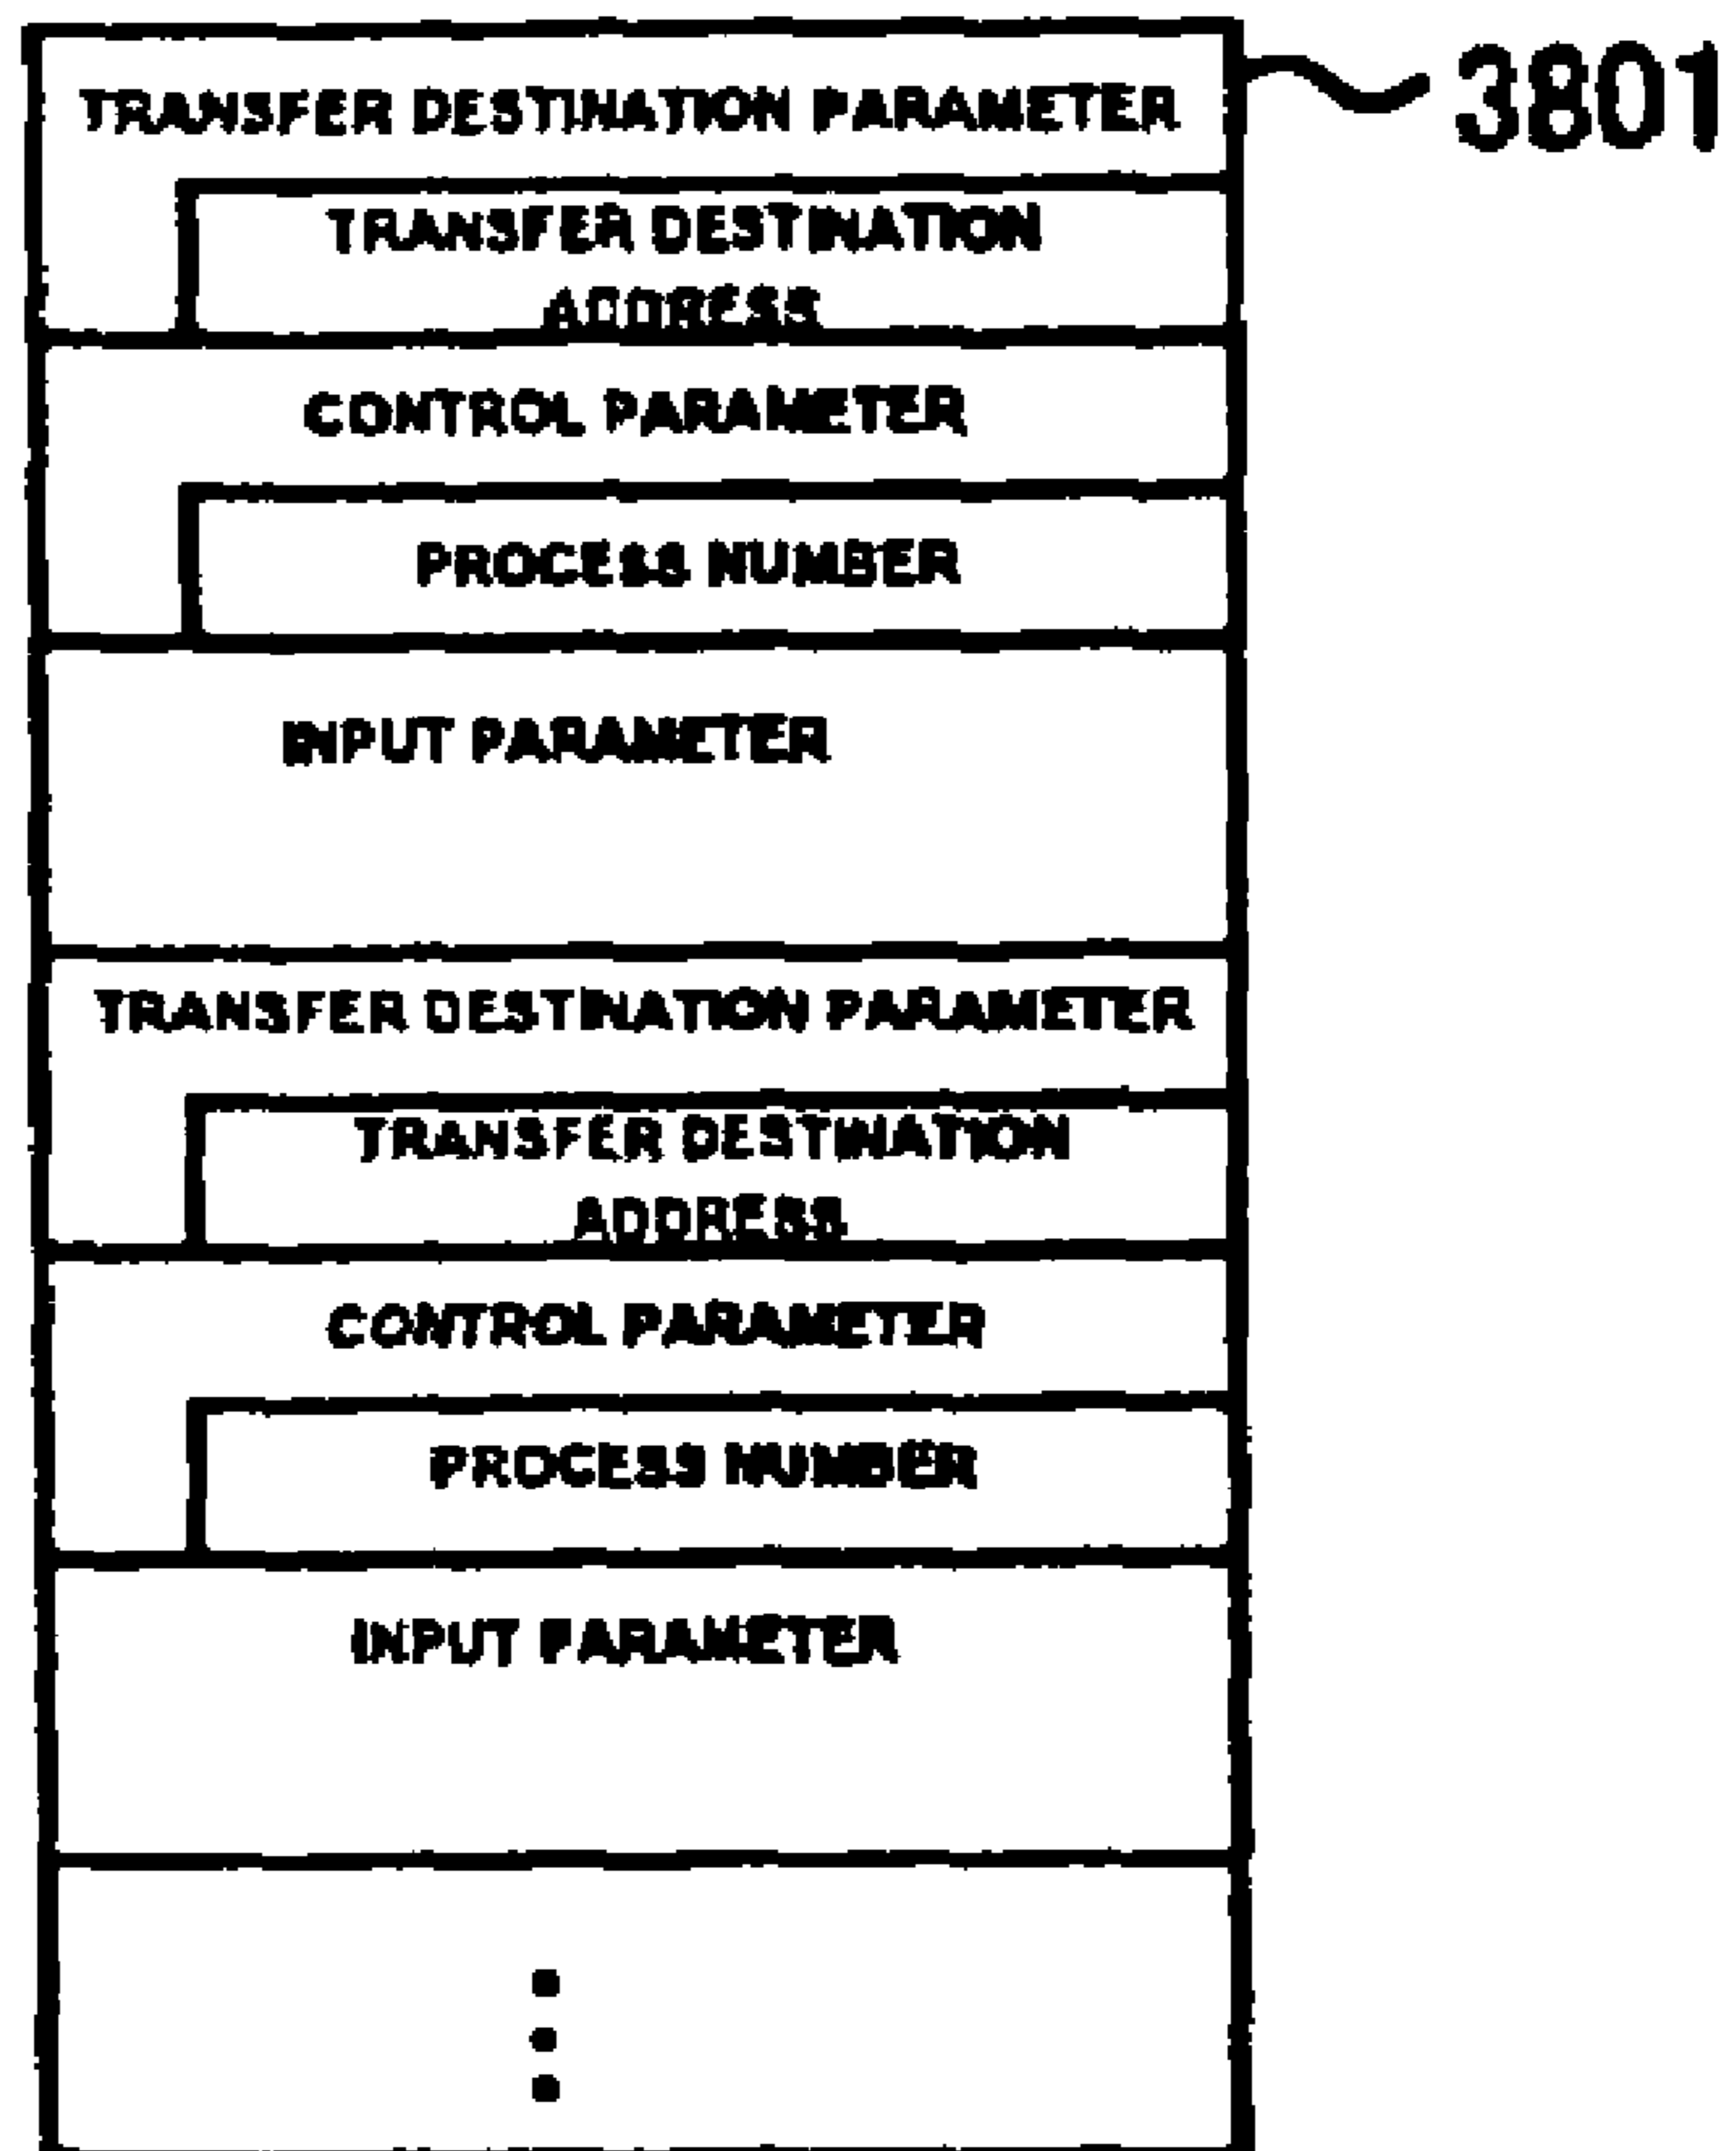 TRANSFER DESTINATION PARAMETER 3801
TRANSFER DESTINATION
ADDRESS
CONTROL PARAMETER
PROCESS NUMBER
INPUT PARAMETER
TRANSFER DESTINATION PARAMETER
TRANSFER DESTINATION
ADDRESS
CONTROL PARAMETER
PROCESS NUMBER
INPUT PARAMETER